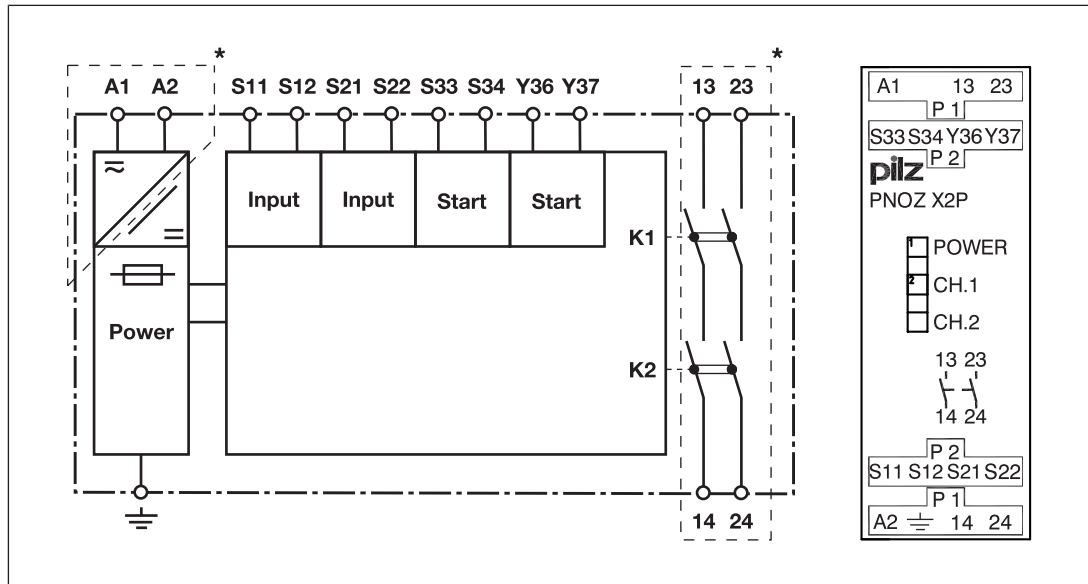 * *
A1 A2 S11 S12 S21 S22 S33 S34 Y36 Y37 13 23
Input Input Start Start
K1
Power
K2
14 24
A1 13 23
P 1
S33 S34 Y36 Y37
P 2
pilz
PNOZ X2P
1 POWER
2 CH.1
CH.2
13 23
14 24
P 2
S11 S12 S21 S22
P 1
A2 14 24